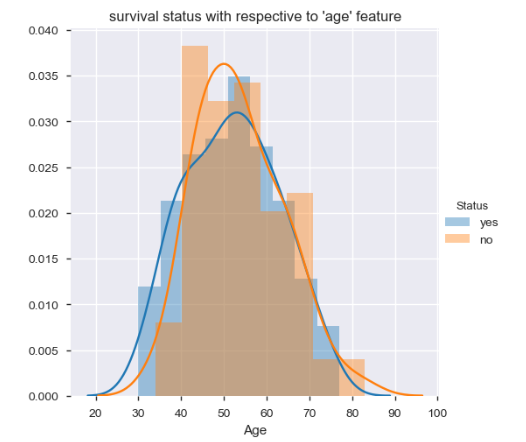 survival status with respective to 'age' feature
0.040
0.035
0.030
0.025
0.020
0.015
0.010
0.005
0.000
20 30 40 50 60 70 80 90 100
Age
Status
yes
no